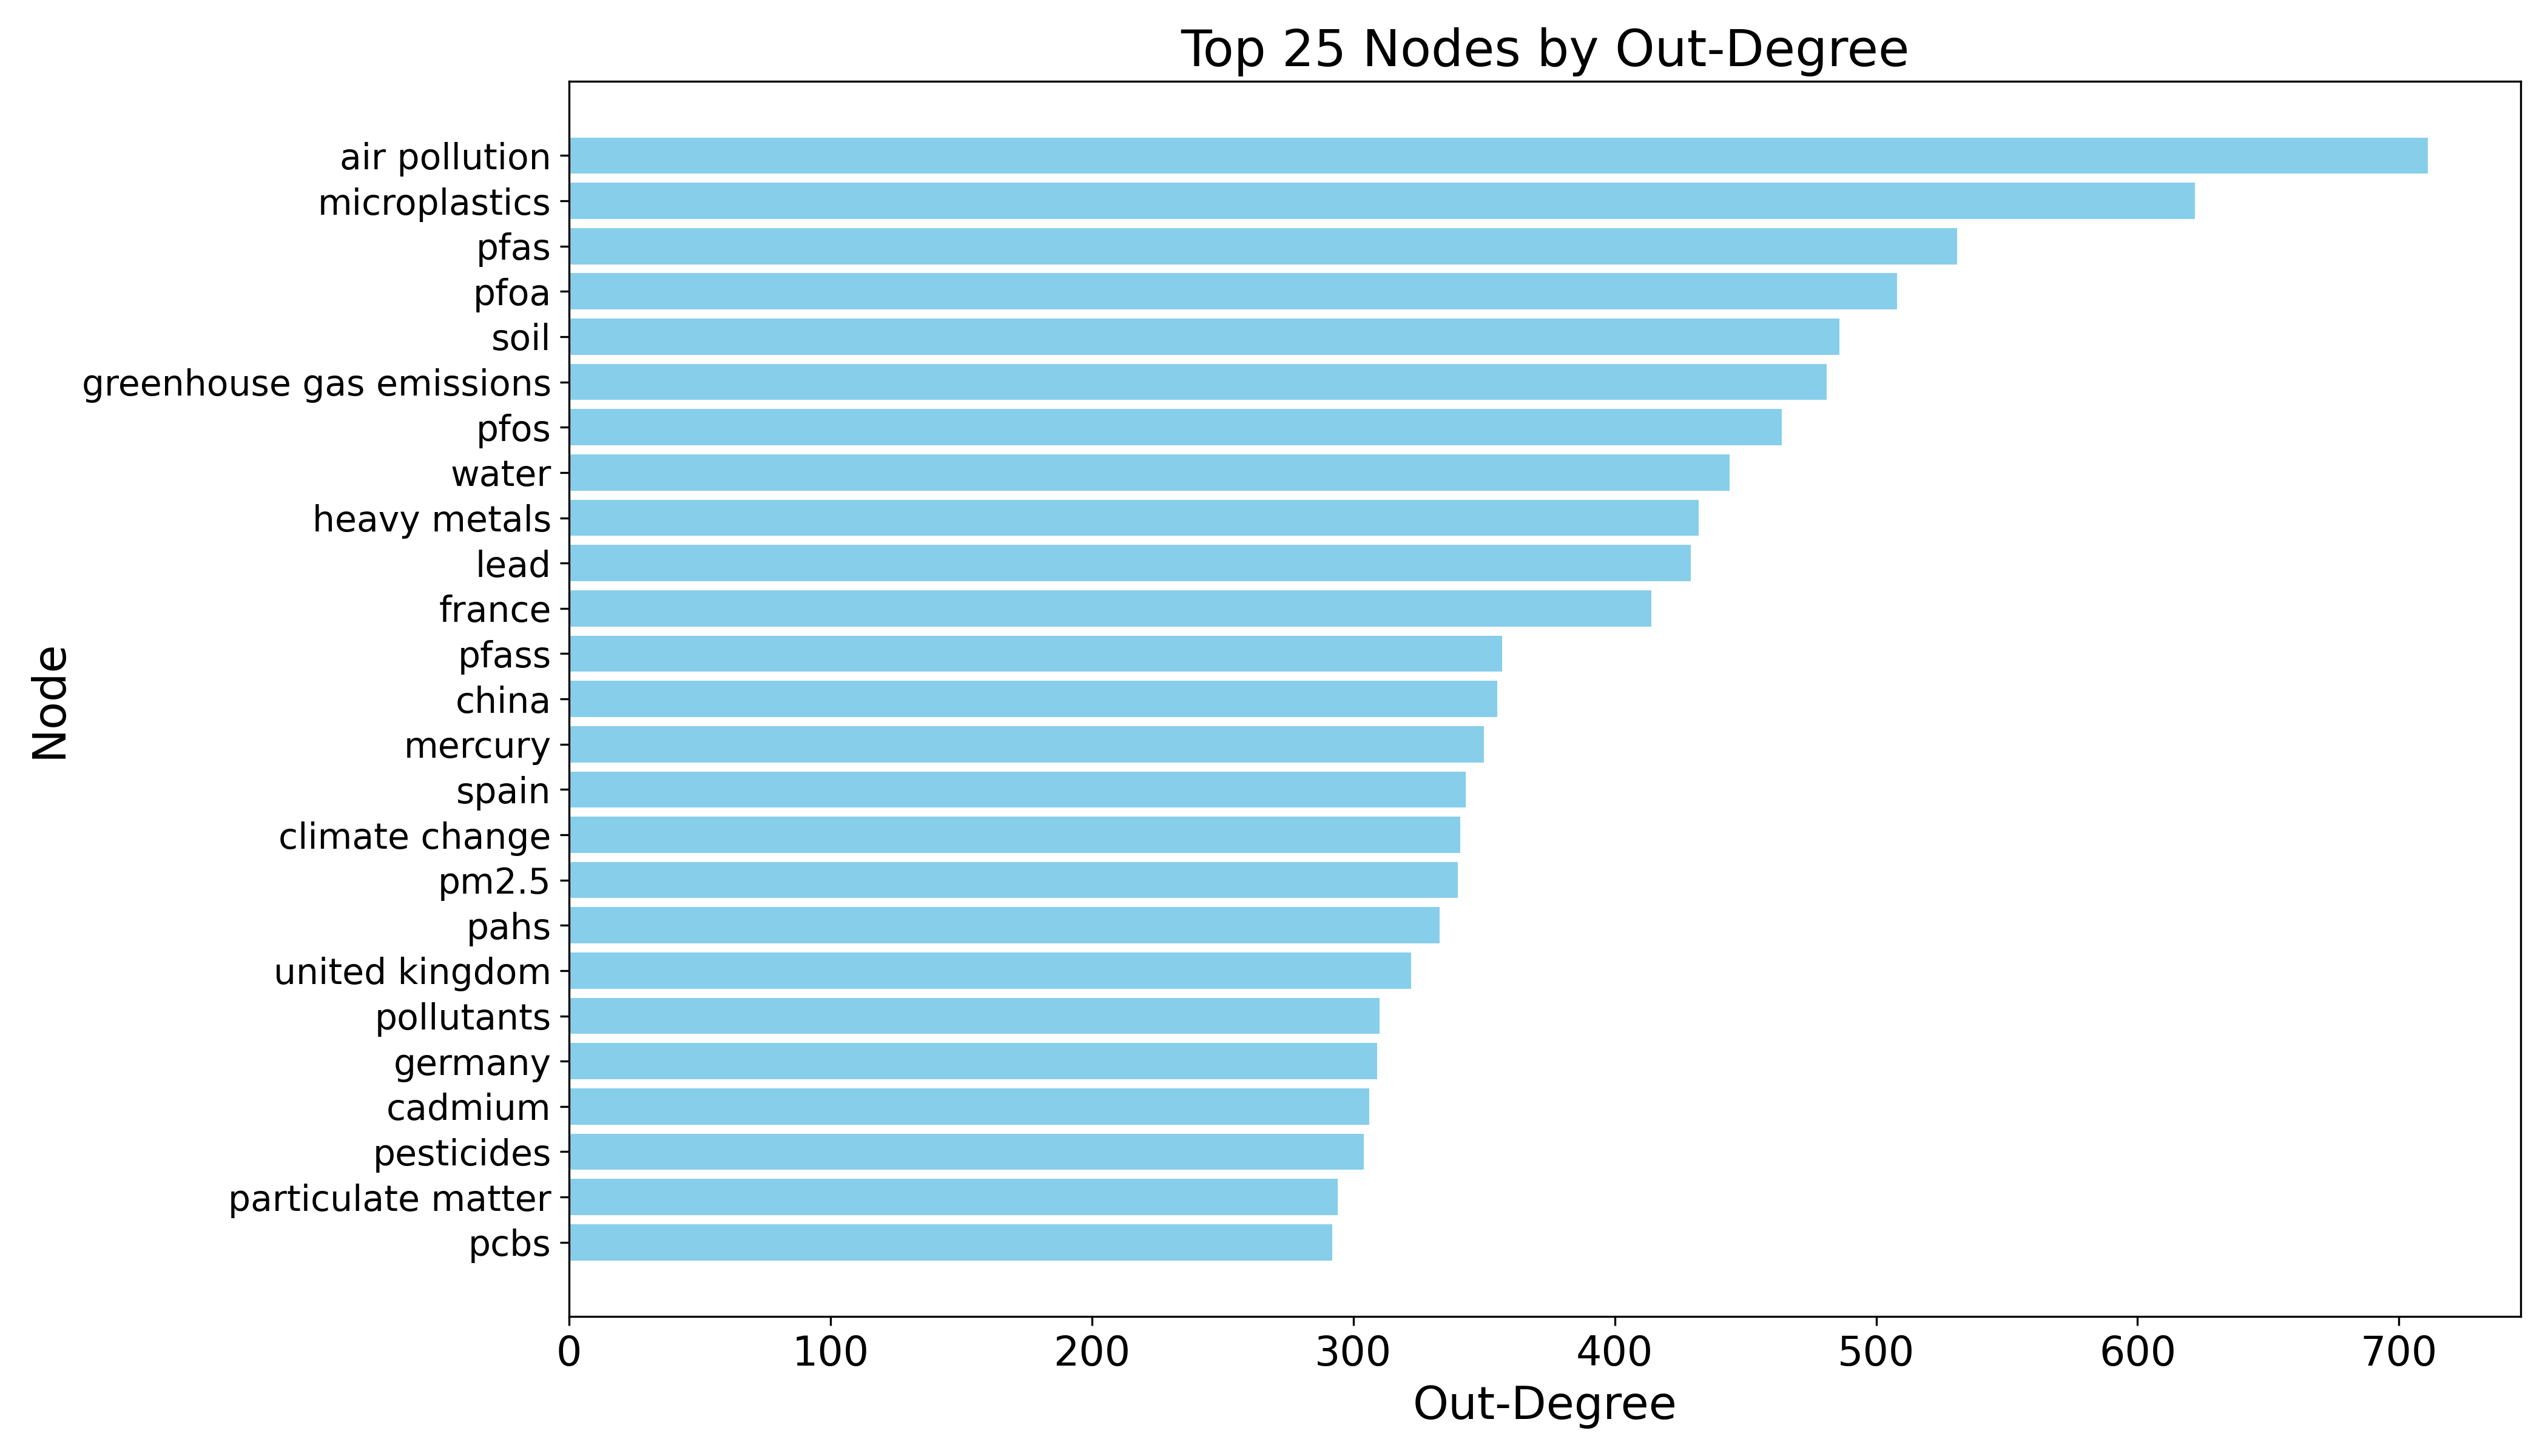 Top 25 Nodes by Out-Degree
air pollution
microplastics
pfas
pfoa
soil
greenhouse gas emissions
pfos
water
heavy metals
lead
france
pfass
china
mercury
spain
climate change
pm2.5
pahs
united kingdom
pollutants
germany
cadmium
pesticides
particulate matter
pcbs
Node
0 100 200 300 400 500 600 700
Out-Degree